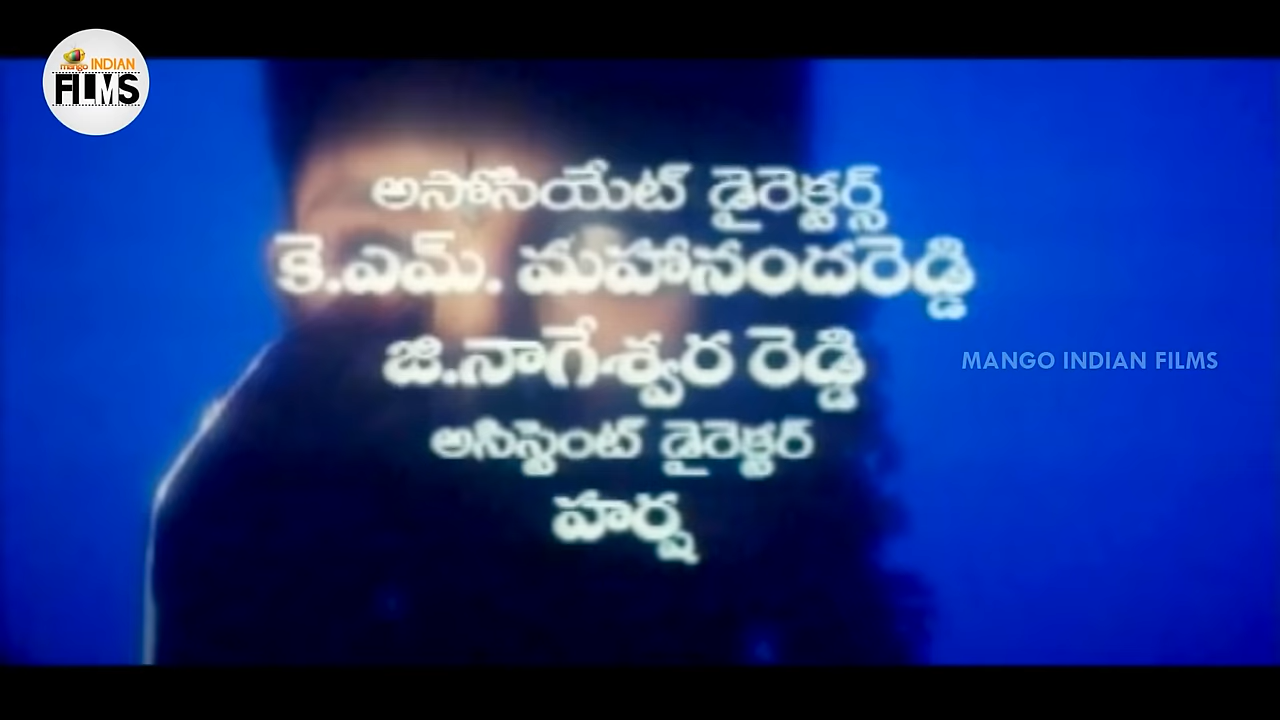 mango INDIAN
FILMS
అసోసియేట్ డైరెక్టర్స్
కె.ఎమ్. మహానందరెడ్డి
జి.నాగేశ్వర రెడ్డి
MANGO INDIAN FILMS
అసిస్టెంట్ డైరెక్టర్
హర్ష